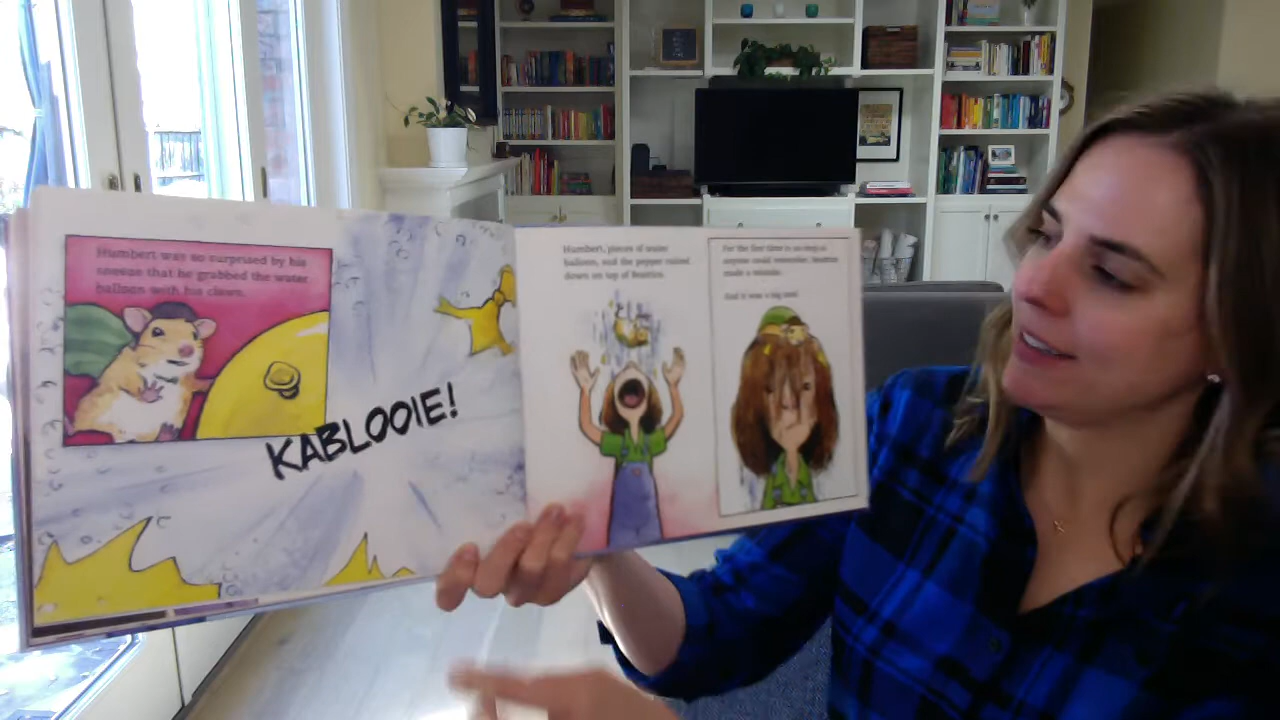 Humbert was so surprised by his
sneeze that he grabbed the water
balloon with his claws.
KABLOOIE!
Humbert, pieces of water
balloon, and the pepper rained
down on top of Beatrice.
For the first time in as long as
anyone could remember, Beatrice
made a mistake.
And it was a big one!